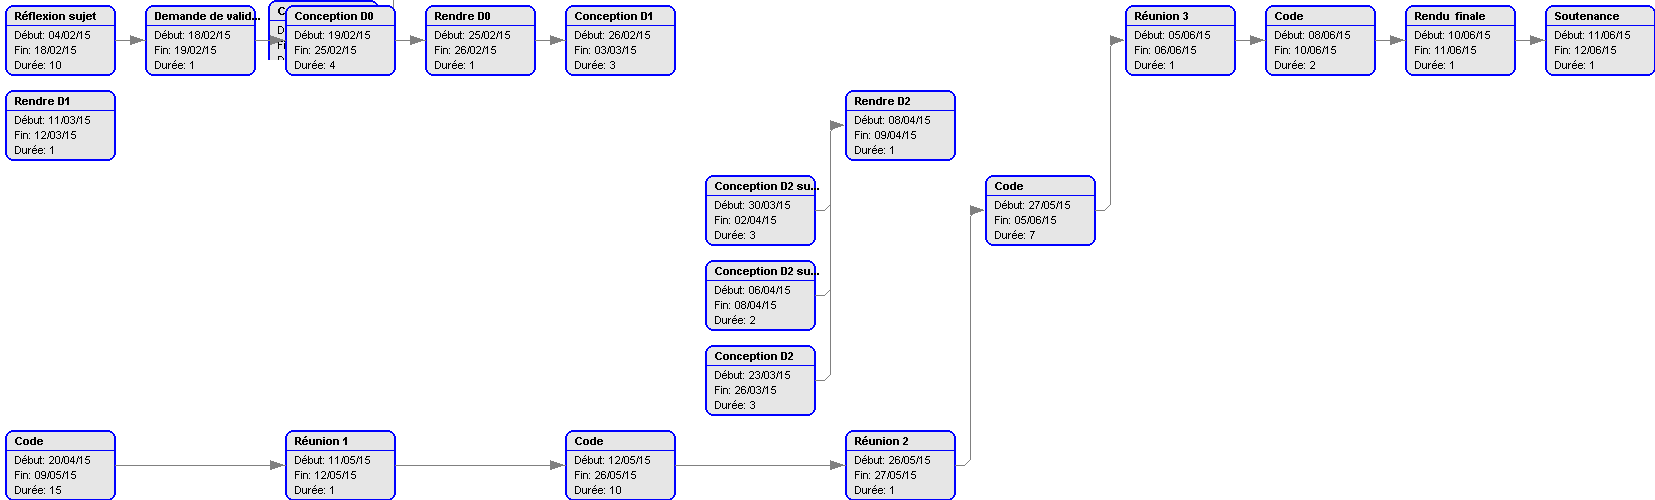 Réflexion sujet
Début: 04/02/15
Fin: 18/02/15
Durée: 10
Demande de valid...
Début: 18/02/15
Fin: 19/02/15
Durée: 1
Conception D0
Début: 19/02/15
Fin: 25/02/15
Durée: 4
Rendre D0
Début: 25/02/15
Fin: 26/02/15
Durée: 1
Conception D1
Début: 26/02/15
Fin: 03/03/15
Durée: 3
Réunion 3
Début: 05/06/15
Fin: 06/06/15
Durée: 1
Code
Début: 08/06/15
Fin: 10/06/15
Durée: 2
Rendu finale
Début: 10/06/15
Fin: 11/06/15
Durée: 1
Soutenance
Début: 11/06/15
Fin: 12/06/15
Durée: 1
Rendre D1
Début: 11/03/15
Fin: 12/03/15
Durée: 1
Rendre D2
Début: 08/04/15
Fin: 09/04/15
Durée: 1
Conception D2 su...
Début: 30/03/15
Fin: 02/04/15
Durée: 3
Code
Début: 27/05/15
Fin: 05/06/15
Durée: 7
Conception D2 su...
Début: 06/04/15
Fin: 08/04/15
Durée: 2
Conception D2
Début: 23/03/15
Fin: 26/03/15
Durée: 3
Code
Début: 20/04/15
Fin: 09/05/15
Durée: 15
Réunion 1
Début: 11/05/15
Fin: 12/05/15
Durée: 1
Code
Début: 12/05/15
Fin: 26/05/15
Durée: 10
Réunion 2
Début: 26/05/15
Fin: 27/05/15
Durée: 1